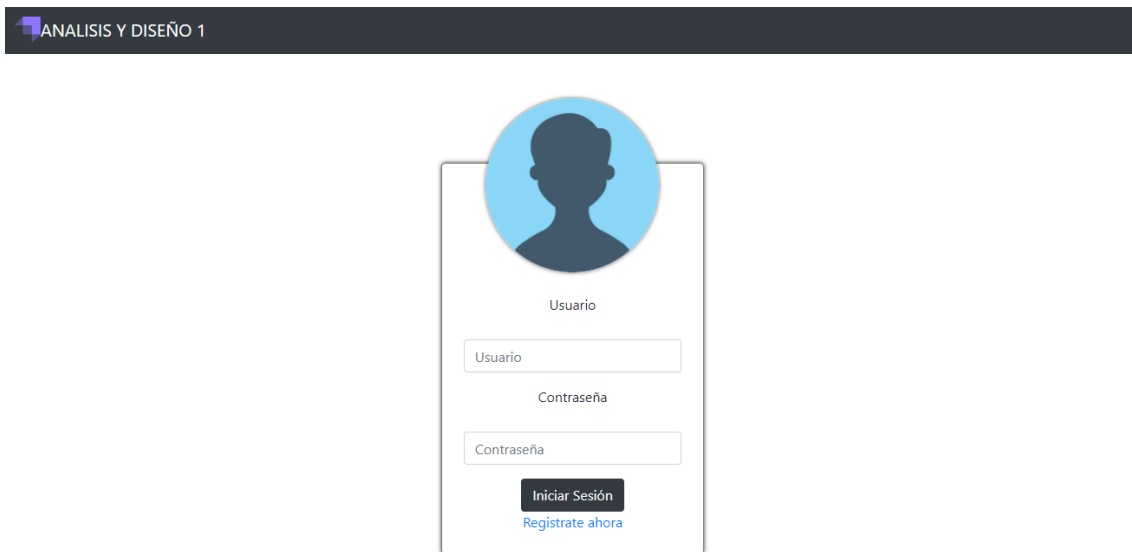 ANALISIS Y DISEÑO 1
Usuario
Usuario
Contraseña
Contraseña
Iniciar Sesión
Registrate ahora